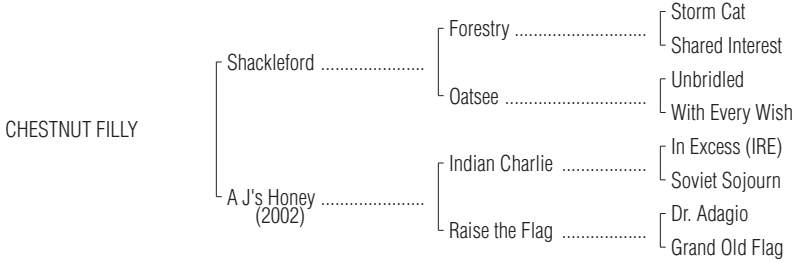 Storm Cat
Forestry ............................
Shared Interest
Shackleford ......................
Unbridled
Oatsee ..............................
With Every Wish
CHESTNUT FILLY
In Excess (IRE)
Indian Charlie ..................
Soviet Sojourn
A J's Honey ......................
(2002)
Dr. Adagio
Raise the Flag ..................
Grand Old Flag